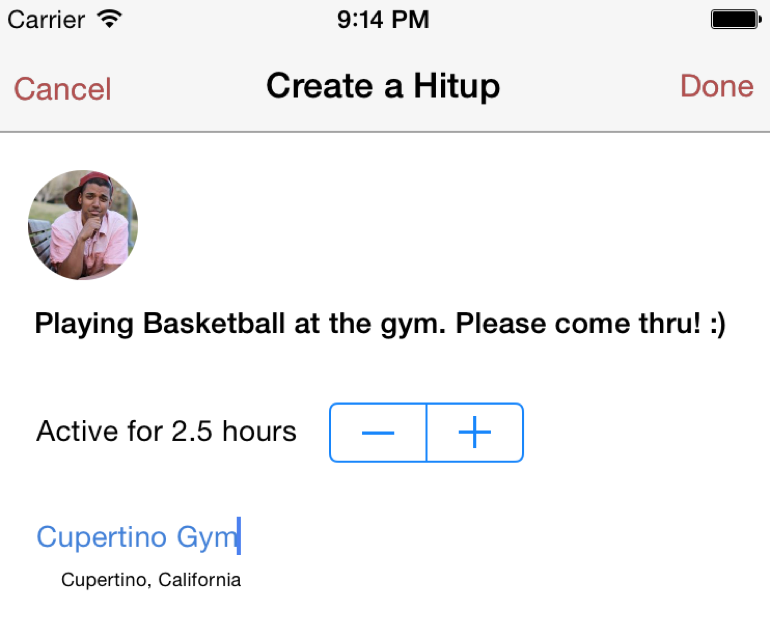 Carrier 9:14 PM
Cancel Create a Hitup Done
Playing Basketball at the gym. Please come thru! :)
Active for 2.5 hours − +
Cupertino Gym
Cupertino, California